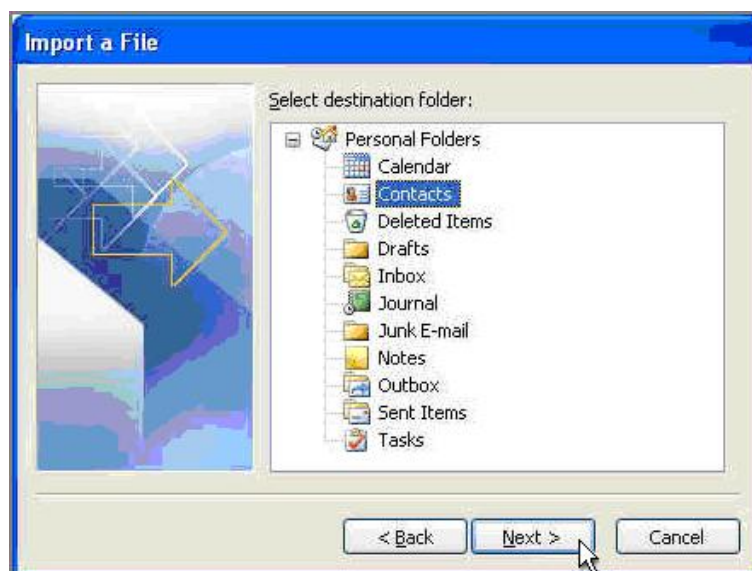 Import a File
Select destination folder:
Personal Folders
Calendar
Contacts
Deleted Items
Drafts
Inbox
Journal
Junk E-mail
Notes
Outbox
Sent Items
Tasks
< Back Next > Cancel